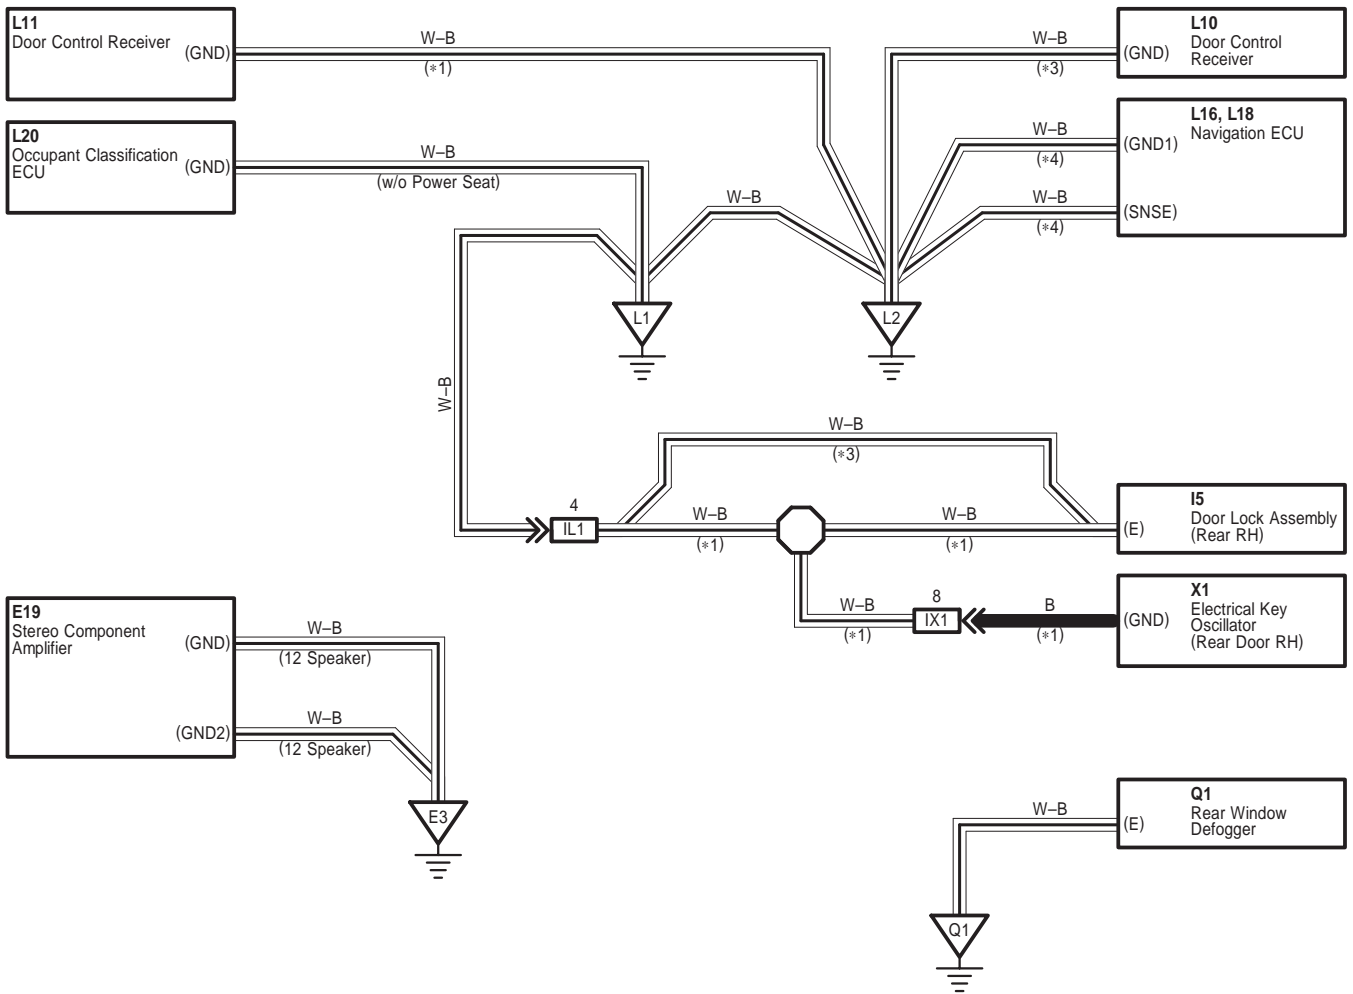 L11
Door Control Receiver
(GND)
W–B
(∗1)
W–B
(∗3)
(GND)
L10
Door Control
Receiver
L20
Occupant Classification
ECU
(GND)
W–B
(w/o Power Seat)
W–B
W–B
(∗4)
(GND1)
W–B
(∗4)
(SNSE)
L16, L18
Navigation ECU
L1
L2
W–B
W–B
(∗3)
4
IL1
W–B
(∗1)
W–B
(∗1)
(E)
I5
Door Lock Assembly
(Rear RH)
W–B
(∗1)
8
IX1
B
(∗1)
(GND)
X1
Electrical Key
Oscillator
(Rear Door RH)
E19
Stereo Component
Amplifier
(GND)
W–B
(12 Speaker)
(GND2)
W–B
(12 Speaker)
E3
W–B
(E)
Q1
Rear Window
Defogger
Q1